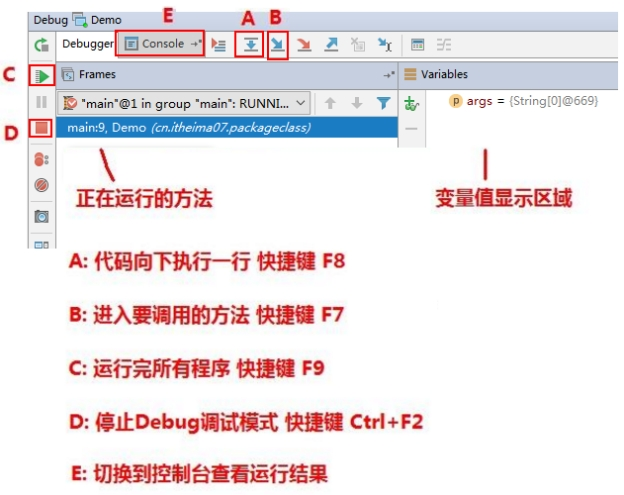 Debug Demo
E
A B
Debugger Console →*
C
Frames →*
Variables
"main"@1 in group "main": RUNNI...
p args = {String[0]@669}
D
main:9, Demo (cn.itheima07.packageclass)
正在运行的方法
变量值显示区域
A: 代码向下执行一行 快捷键 F8
B: 进入要调用的方法 快捷键 F7
C: 运行完所有程序 快捷键 F9
D: 停止Debug调试模式 快捷键 Ctrl+F2
E: 切换到控制台查看运行结果